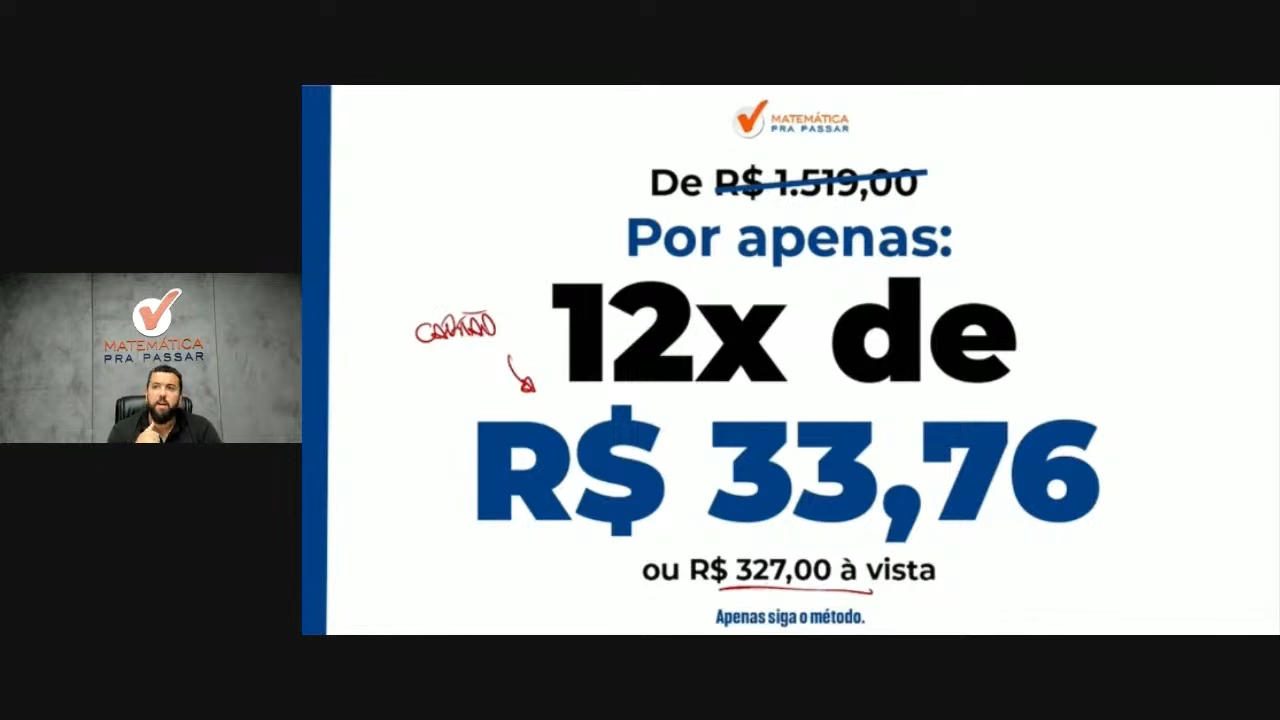 MATEMÁTICA
PRA PASSAR
De R$ 1.519,00
Por apenas:
12x de
CARTÃO
R$ 33,76
ou R$ 327,00 à vista
Apenas siga o método.
MATEMÁTICA
PRA PASSAR